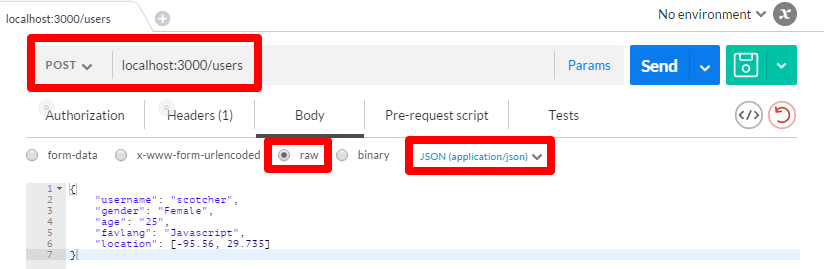 localhost:3000/users
No environment
x
POST localhost:3000/users Params Send
Authorization Headers (1) Body Pre-request script Tests
form-data x-www-form-urlencoded raw binary JSON (application/json)
1 {
2 "username": "scotcher",
3 "gender": "Female",
4 "age": "25",
5 "favlang": "Javascript",
6 "location": [-95.56, 29.735]
7 }